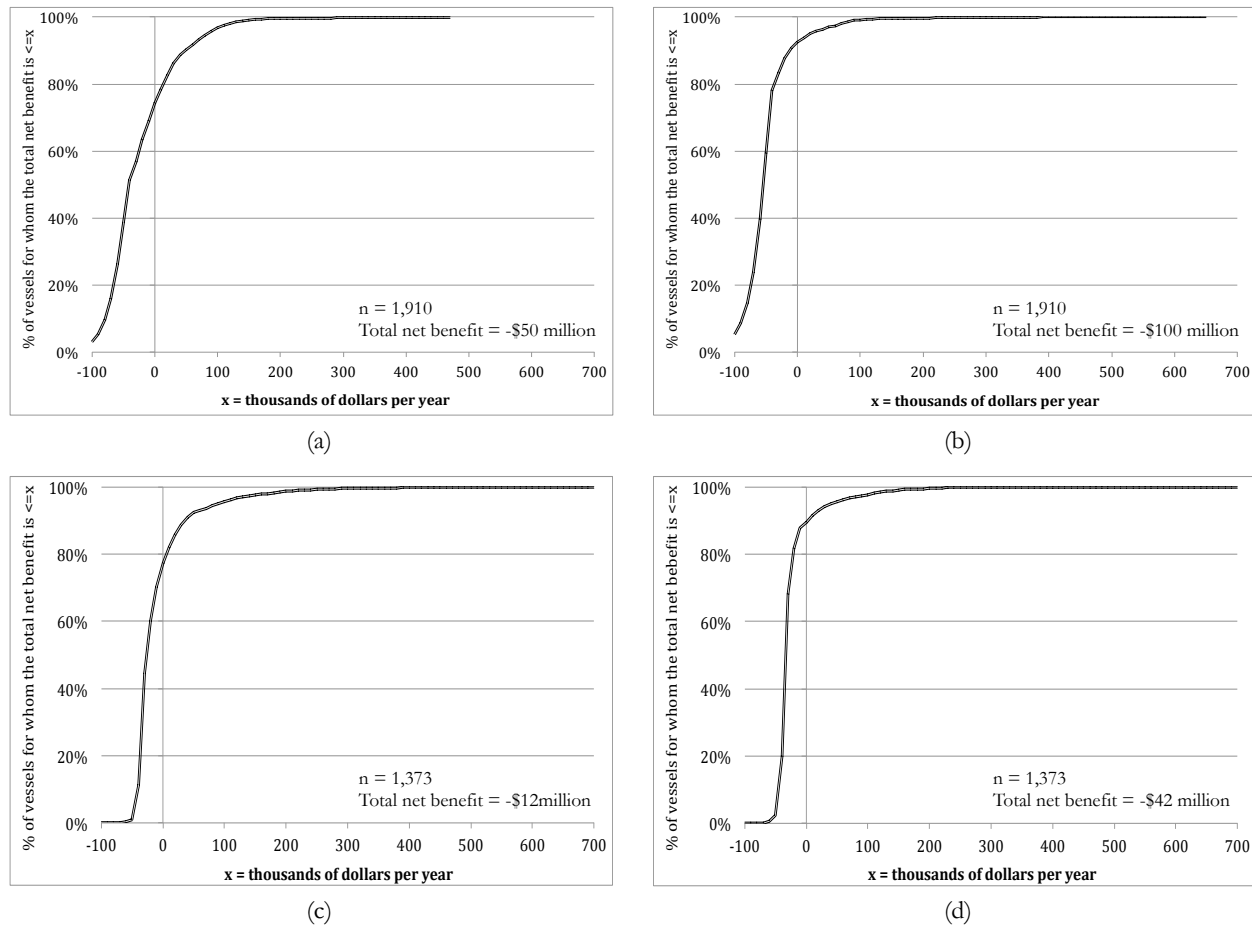 % of vessels for whom the total net benefit is <=x
100%
80%
60%
40%
20%
0%
n = 1,910
Total net benefit = -$50 million
-100 0 100 200 300 400 500 600 700
x = thousands of dollars per year
(a)
% of vessels for whom the total net benefit is <=x
100%
80%
60%
40%
20%
0%
n = 1,910
Total net benefit = -$100 million
-100 0 100 200 300 400 500 600 700
x = thousands of dollars per year
(b)
% of vessels for whom the total net benefit is <=x
100%
80%
60%
40%
20%
0%
n = 1,373
Total net benefit = -$12million
-100 0 100 200 300 400 500 600 700
x = thousands of dollars per year
(c)
% of vessels for whom the total net bebefit is <=x
100%
80%
60%
40%
20%
0%
n = 1,373
Total net benefit = -$42 million
-100 0 100 200 300 400 500 600 700
x = thousands of dollars per year
(d)